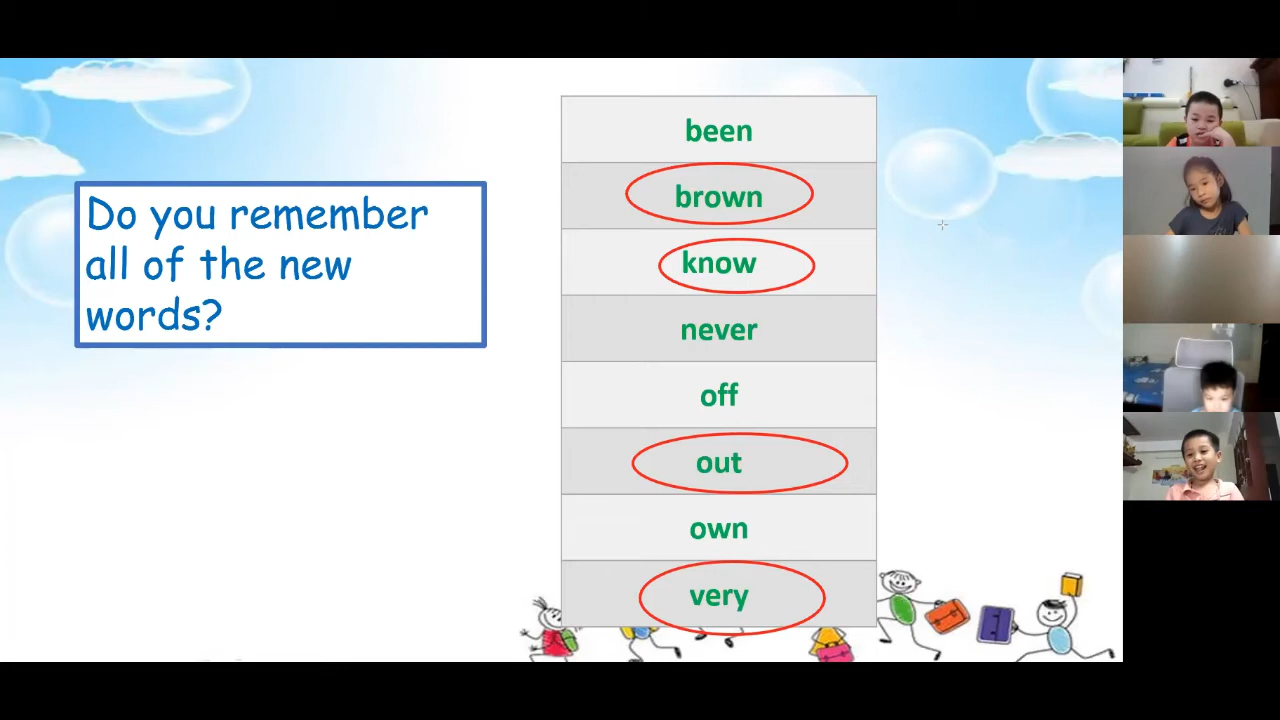 Do you remember
all of the new
words?
been
brown
know
never
off
out
own
very